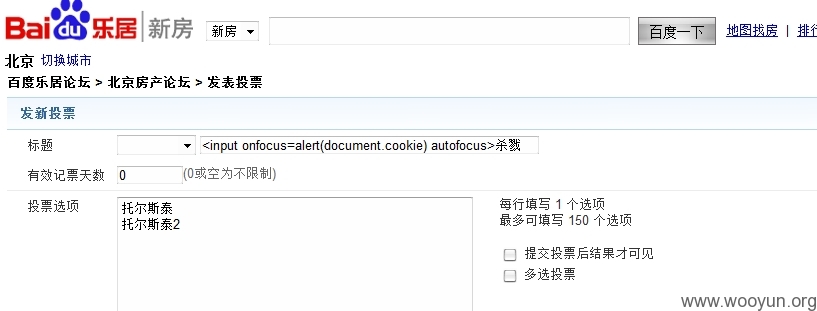 Bai du 乐居 新房 新房 百度一下 地图找房 | 排行
北京 切换城市
百度乐居论坛 > 北京房产论坛 > 发表投票
发新投票
标题 <input onfocus=alert(document.cookie) autofocus>杀戮
有效记票天数 0 (0或空为不限制)
投票选项
托尔斯泰
托尔斯泰2
每行填写 1 个选项
最多可填写 150 个选项
提交投票后结果才可见
多选投票
www.wooyun.org